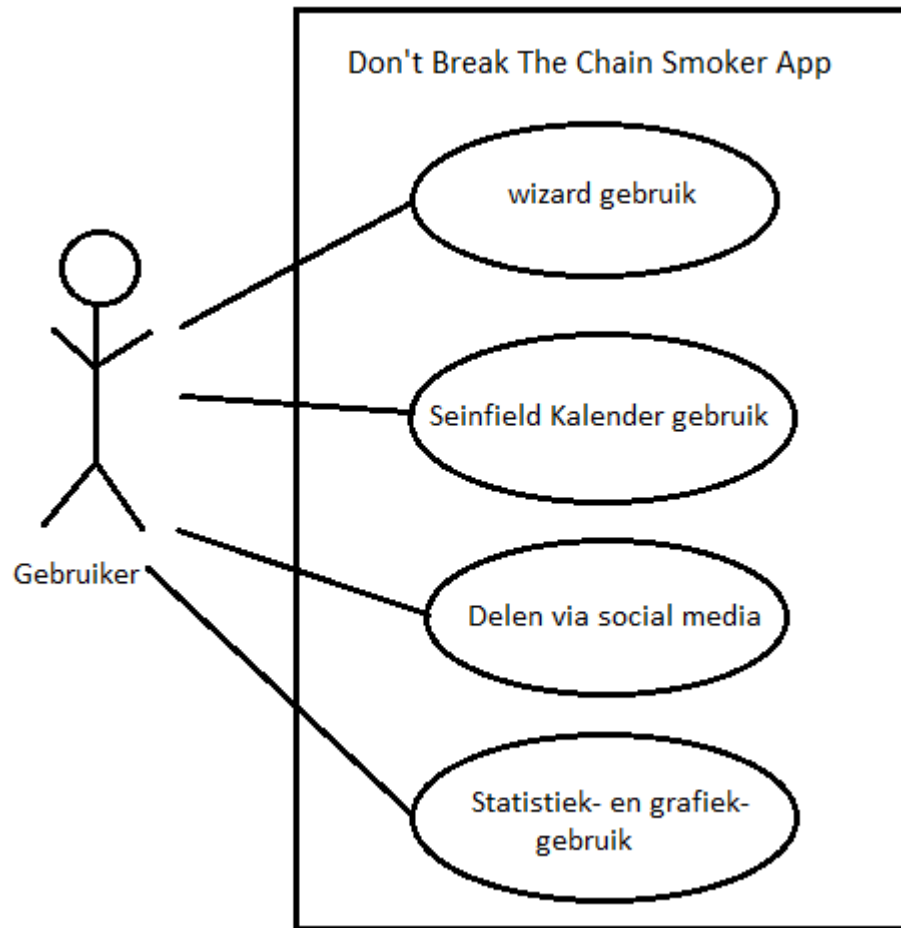 Don't Break The Chain Smoker App
wizard gebruik
Seinfield Kalender gebruik
Gebruiker
Delen via social media
Statistiek- en grafiek-
gebruik